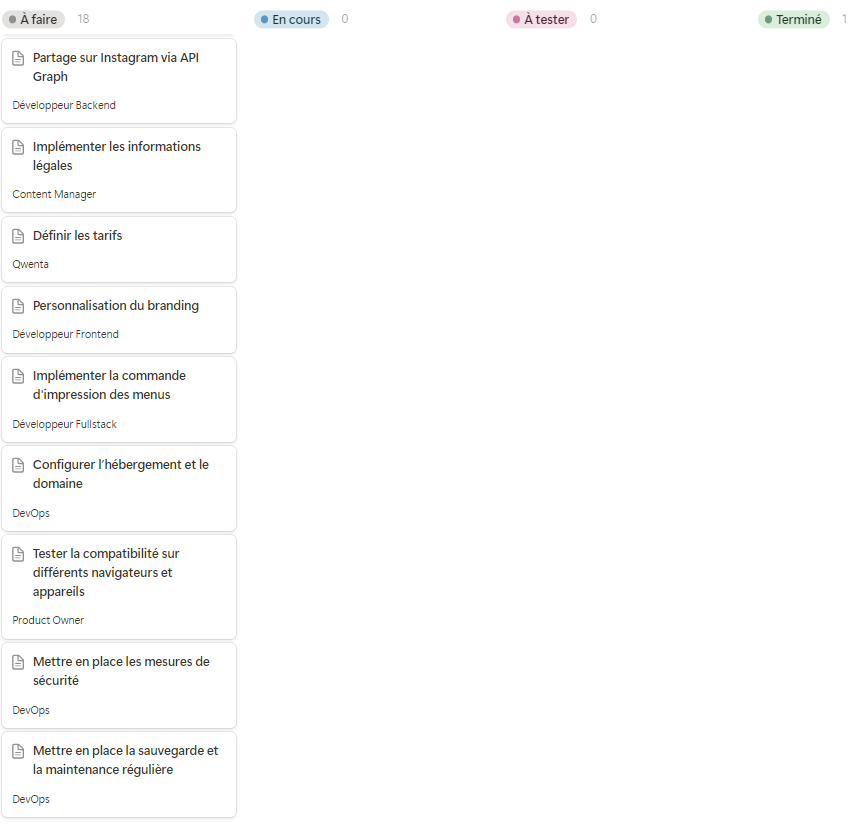 À faire 18 En cours 0 À tester 0 Terminé 1
Partage sur Instagram via API
Graph
Développeur Backend
Implémenter les informations
légales
Content Manager
Définir les tarifs
Qwenta
Personnalisation du branding
Développeur Frontend
Implémenter la commande
d'impression des menus
Développeur Fullstack
Configurer l'hébergement et le
domaine
DevOps
Tester la compatibilité sur
différents navigateurs et
appareils
Product Owner
Mettre en place les mesures de
sécurité
DevOps
Mettre en place la sauvegarde et
la maintenance régulière
DevOps